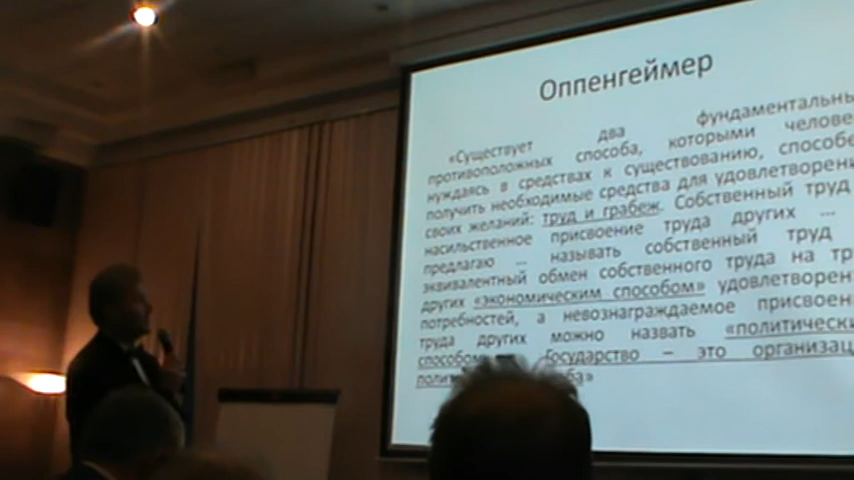 Оппенгеймер
«Существует два фундаментальны
противоположных способа, которыми челове
нуждаясь в средствах к существованию, способе
получить необходимые средства для удовлетворени
своих желаний: труд и грабеж. Собственный труд
насильственное присвоение труда других ...
предлагаю ... называть собственный труд
эквивалентный обмен собственного труда на тр
других «экономическим способом» удовлетворен
потребностей, а невознаграждаемое присвоен
труда других можно назвать «политически
способом Государство – это организац